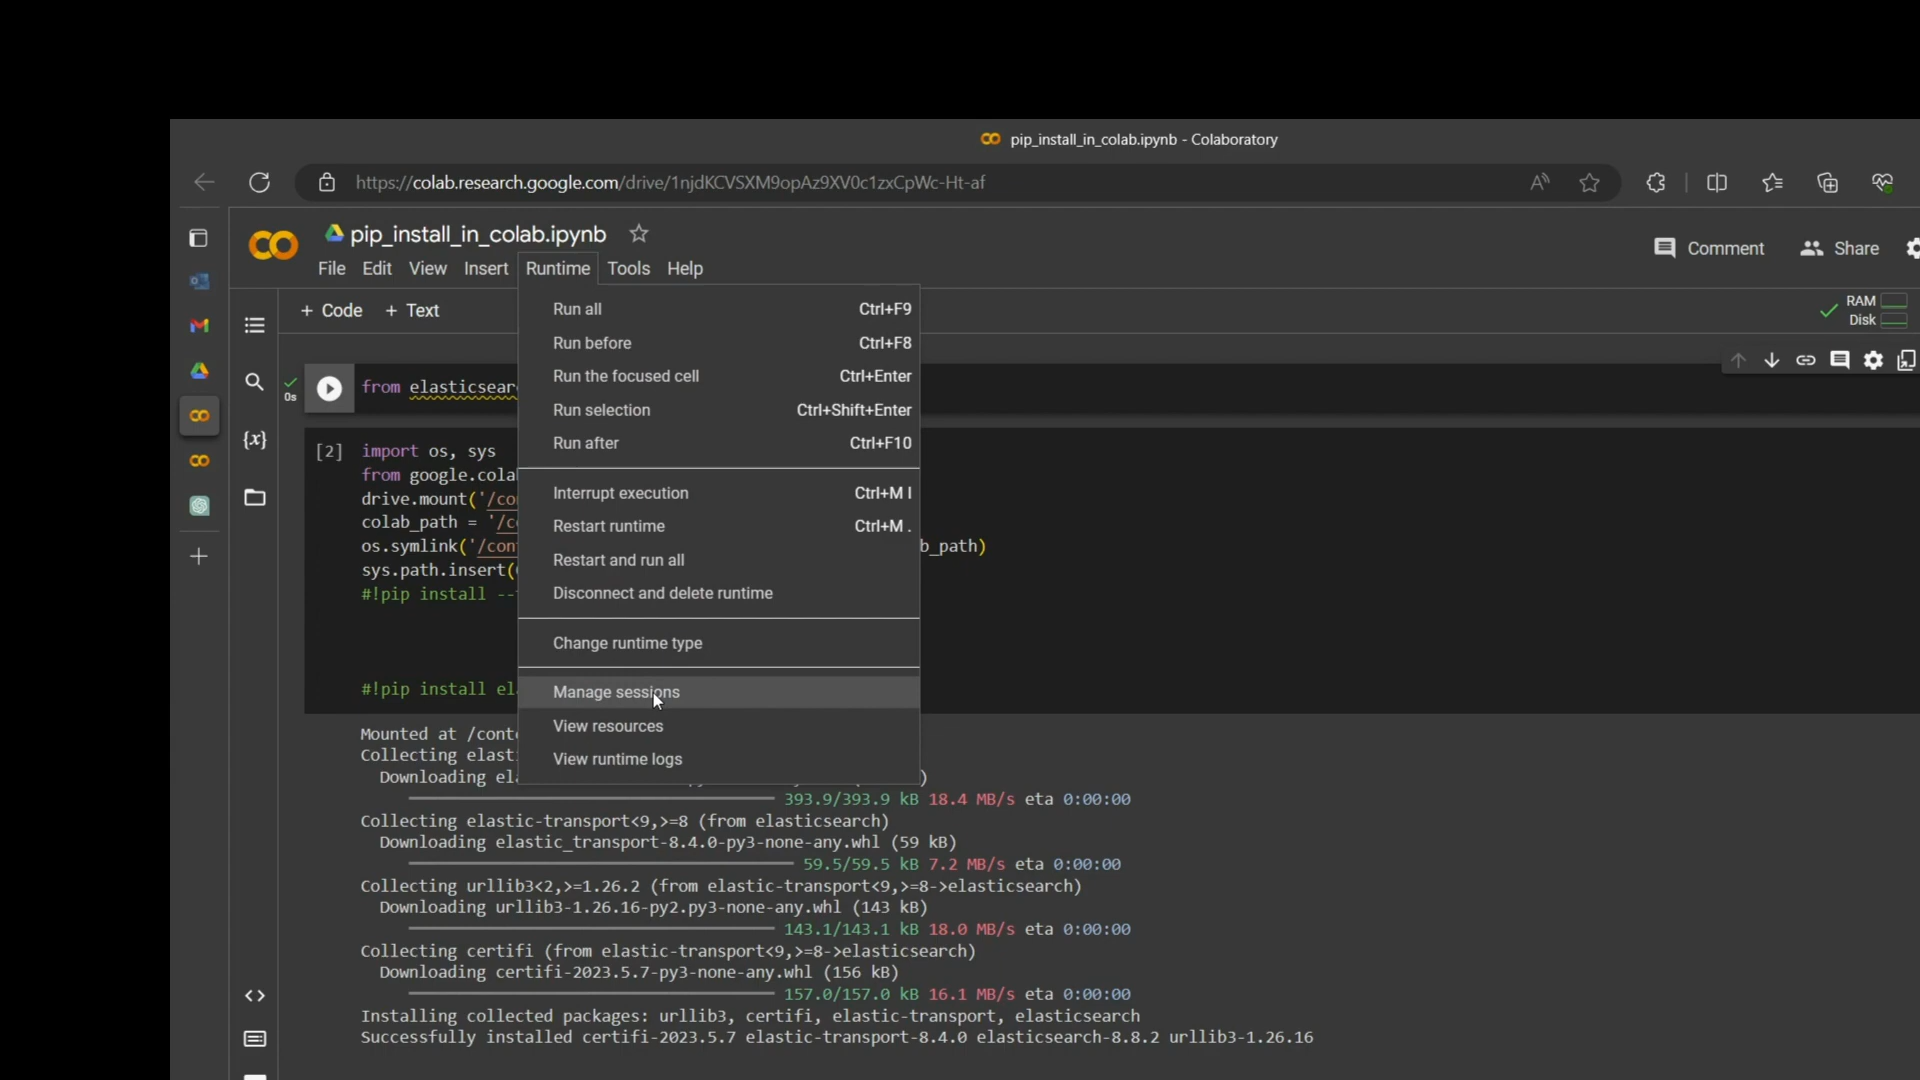 pip_install_in_colab.ipynb - Colaboratory
https://colab.research.google.com/drive/1njdKCVSXM9opAz9XV0c1zxCpWc-Ht-af
pip_install_in_colab.ipynb
Comment
Share
File Edit View Insert Runtime Tools Help
+ Code + Text
RAM
Disk
Run all Ctrl+F9
Run before Ctrl+F8
Run the focused cell Ctrl+Enter
Run selection Ctrl+Shift+Enter
Run after Ctrl+F10
Interrupt execution Ctrl+M I
Restart runtime Ctrl+M .
Restart and run all
Disconnect and delete runtime
Change runtime type
Manage sessions
View resources
View runtime logs
{x}
0s
from elasticsear
[2] import os, sys
from google.cola
drive.mount('/co
colab_path = '/c
os.symlink('/con b_path)
sys.path.insert(
#!pip install --
#!pip install el
Mounted at /cont
Collecting elast
Downloading el )
393.9/393.9 kB 18.4 MB/s eta 0:00:00
Collecting elastic-transport<9,>=8 (from elasticsearch)
Downloading elastic_transport-8.4.0-py3-none-any.whl (59 kB)
59.5/59.5 kB 7.2 MB/s eta 0:00:00
Collecting urllib3<2,>=1.26.2 (from elastic-transport<9,>=8->elasticsearch)
Downloading urllib3-1.26.16-py2.py3-none-any.whl (143 kB)
143.1/143.1 kB 18.0 MB/s eta 0:00:00
Collecting certifi (from elastic-transport<9,>=8->elasticsearch)
Downloading certifi-2023.5.7-py3-none-any.whl (156 kB)
157.0/157.0 kB 16.1 MB/s eta 0:00:00
Installing collected packages: urllib3, certifi, elastic-transport, elasticsearch
Successfully installed certifi-2023.5.7 elastic-transport-8.4.0 elasticsearch-8.8.2 urllib3-1.26.16